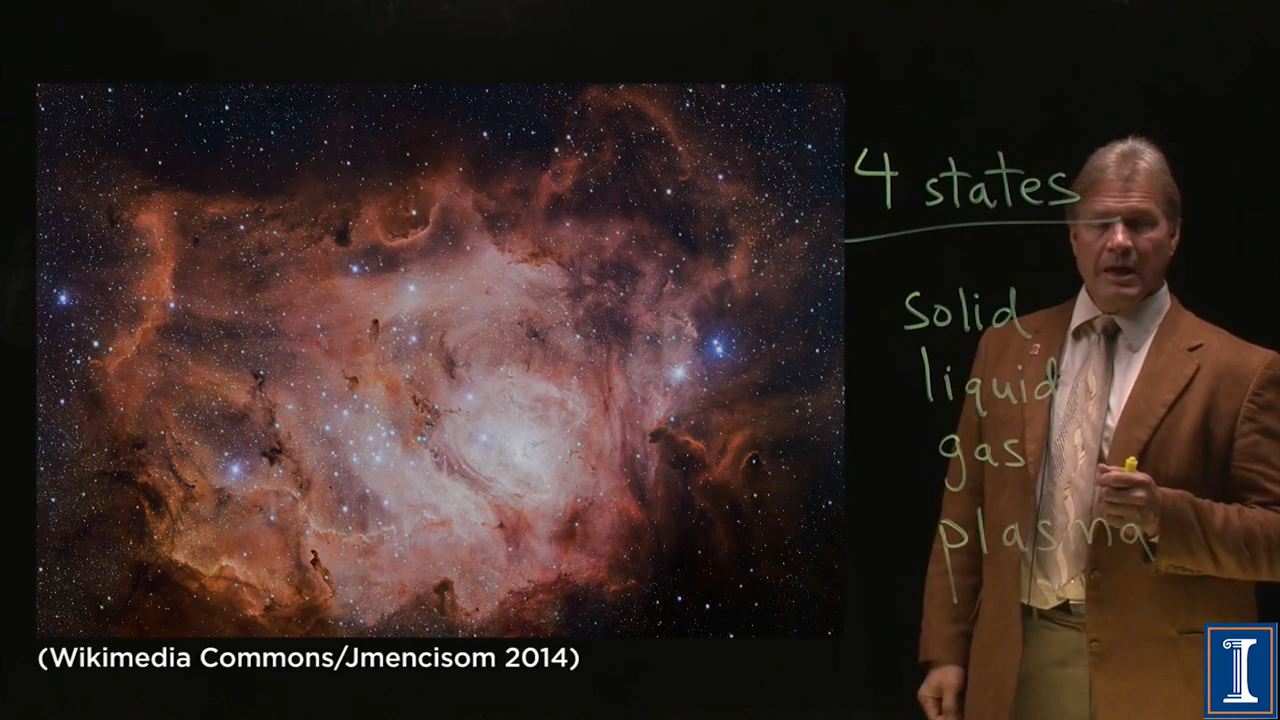 4 states
solid
liquid
gas
plasma
(Wikimedia Commons/Jmencisom 2014)
I